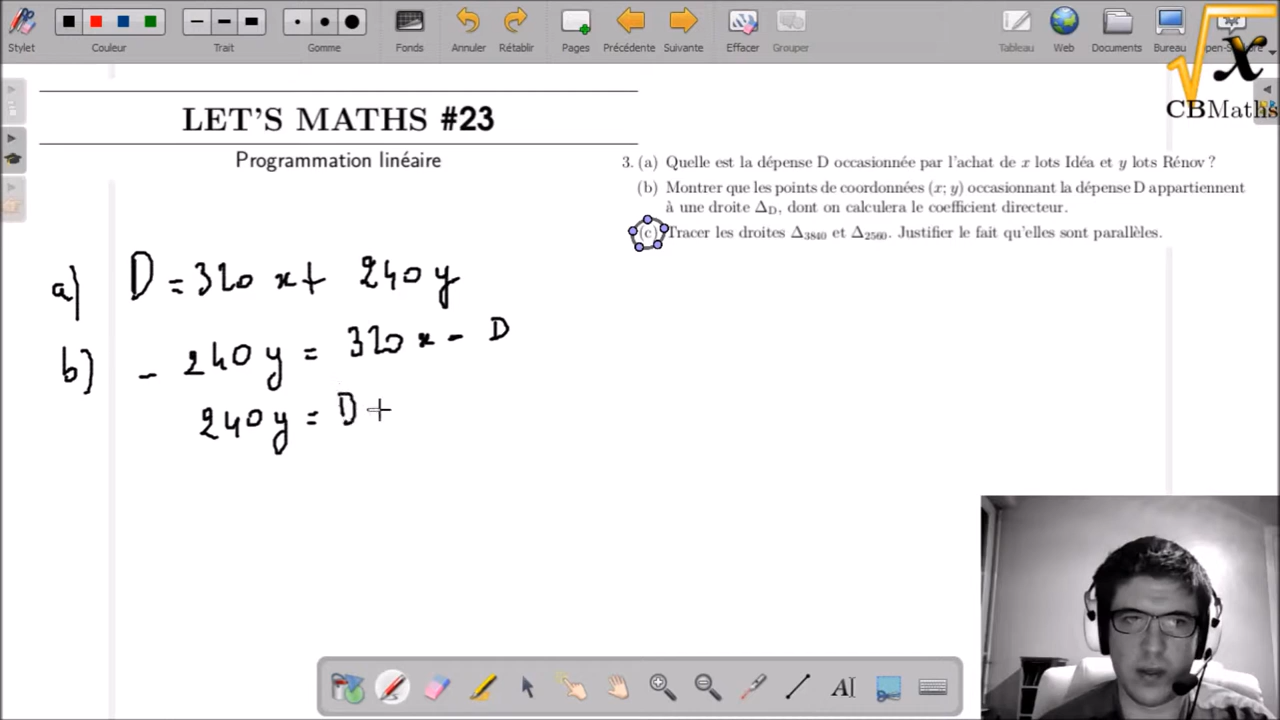 Stylet Couleur Trait Gomme Fonds Annuler Rétablir Pages Précédente Suivante Effacer Grouper Tableau Web Documents Bureau
LET'S MATHS #23
Programmation linéaire
CBMaths
3. (a) Quelle est la dépense D occasionnée par l'achat de x lots Idéa et y lots Rénov ?
(b) Montrer que les points de coordonnées (x; y) occasionnant la dépense D appartiennent
à une droite Δ_D, dont on calculera le coefficient directeur.
(c) Tracer les droites Δ₃₈₄₀ et Δ₂₅₆₀. Justifier le fait qu'elles sont parallèles.
a) D = 320 x + 240 y
b) - 240 y = 320 x - D
240 y = D +
AI